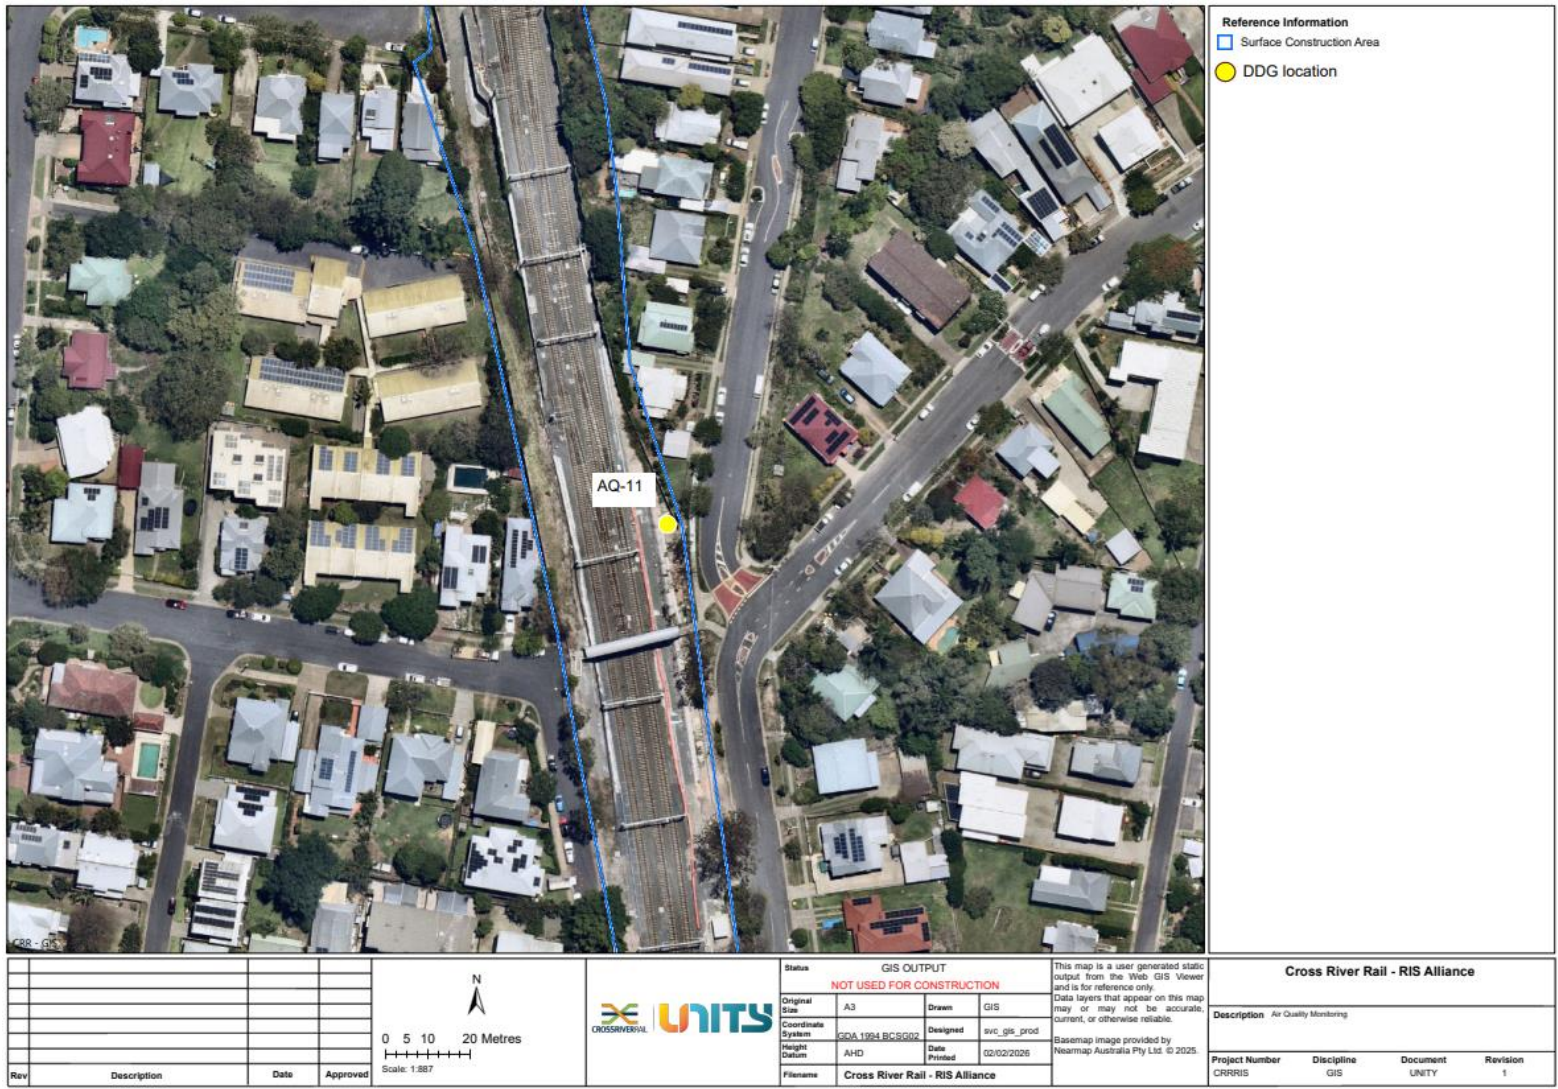 Reference Information
Surface Construction Area
DDG location
AQ-11
CRR - GIS
Rev
Description
Date
Approved
N
0 5 10 20 Metres
Scale: 1:887
CROSSRIVERRAIL
UNITY
Status
GIS OUTPUT
NOT USED FOR CONSTRUCTION
Original
Size
A3
Drawn
GIS
Coordinate
System
GDA 1994 BCSG02
Designed
svc_gis_prod
Height
Datum
AHD
Date
Printed
02/02/2026
Filename
Cross River Rail - RIS Alliance
This map is a user generated static
output from the Web GIS Viewer
and is for reference only.
Data layers that appear on this map
may or may not be accurate,
current, or otherwise reliable.
Basemap image provided by
Nearmap Australia Pty Ltd. © 2025.
Cross River Rail - RIS Alliance
Description Air Quality Monitoring
Project Number
Discipline
Document
Revision
CRRRIS
GIS
UNITY
1